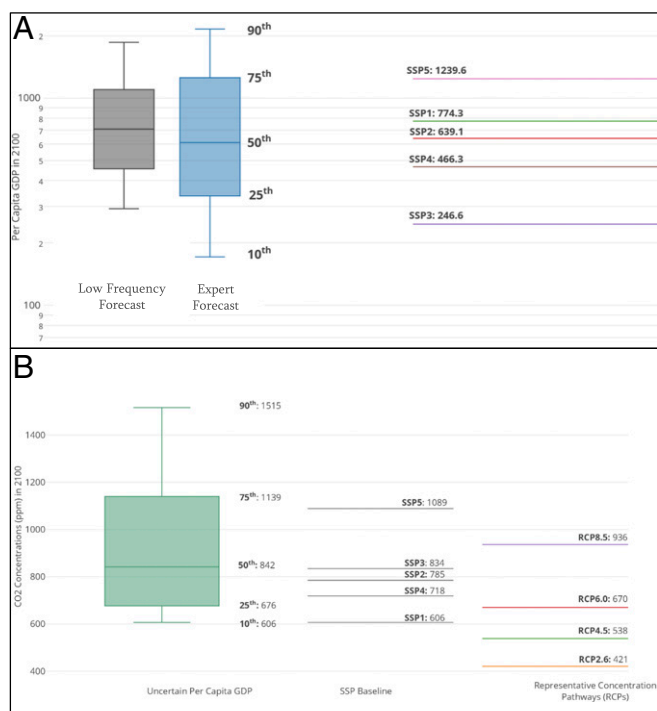 A
Per Capita GDP in 2100
2
1000
9
8
7
6
5
4
3
2
100
9
8
7
90th
75th
50th
25th
10th
SSP5: 1239.6
SSP1: 774.3
SSP2: 639.1
SSP4: 466.3
SSP3: 246.6
Low Frequency
Forecast
Expert
Forecast
B
CO2 Concentrations (ppm) in 2100
1400
1200
1000
800
600
400
90th: 1515
75th: 1139
50th: 842
25th: 676
10th: 606
SSP5: 1089
SSP3: 834
SSP2: 785
SSP4: 718
SSP1: 606
RCP8.5: 936
RCP6.0: 670
RCP4.5: 538
RCP2.6: 421
Uncertain Per Capita GDP
SSP Baseline
Representative Concentration
Pathways (RCPs)